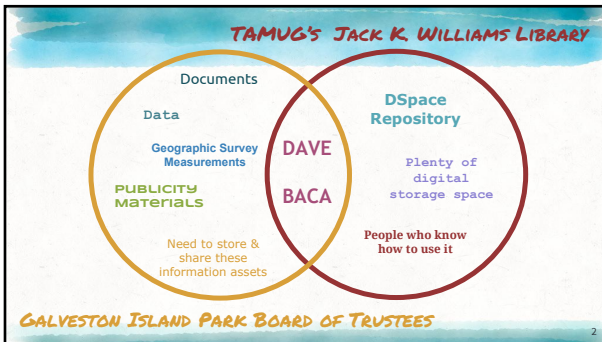 TAMUG's Jack K. Williams Library
Documents
Data
Geographic Survey
Measurements
Publicity
Materials
Need to store &
share these
information assets
DAVE
BACA
DSpace
Repository
Plenty of
digital
storage space
People who know
how to use it
Galveston Island Park Board of Trustees
2